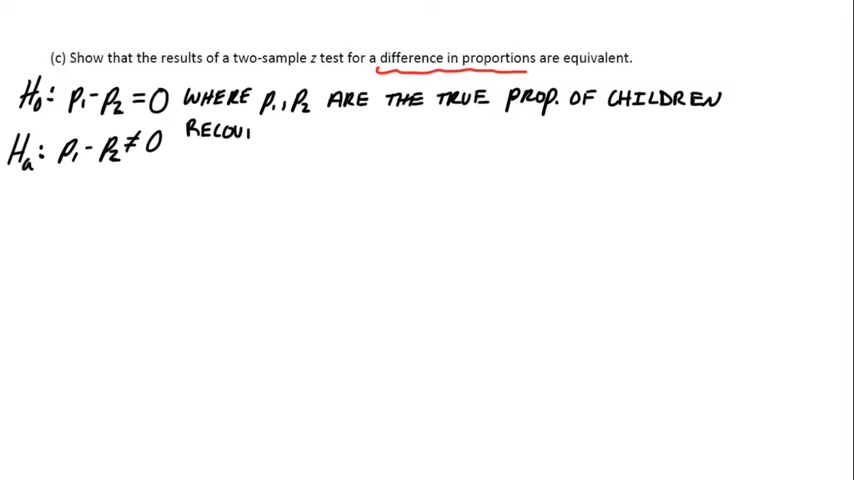 (c) Show that the results of a two-sample z test for a difference in proportions are equivalent.
H₀: p₁ - p₂ = 0 WHERE p₁, p₂ ARE THE TRUE PROP. OF CHILDREN
RECOVI
Hₐ: p₁ - p₂ ≠ 0